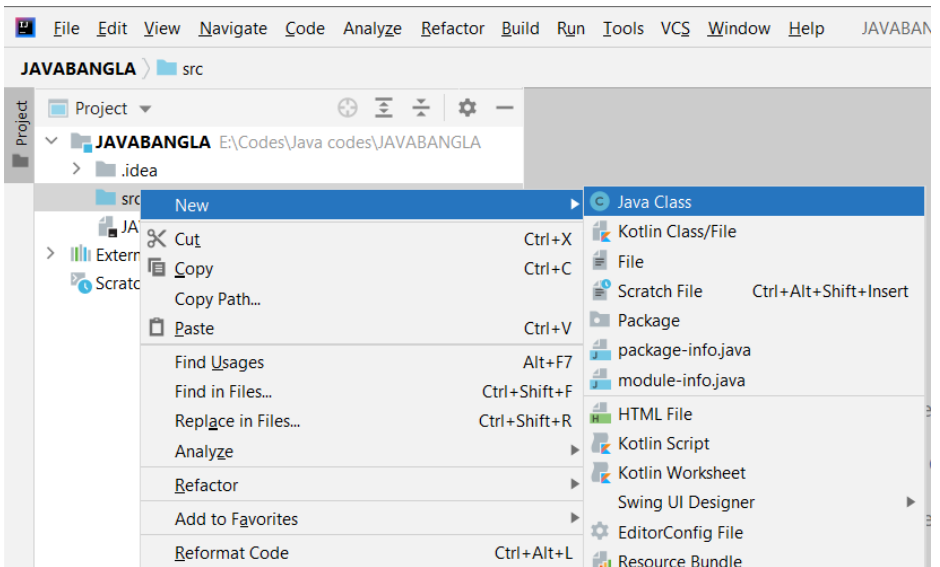 File Edit View Navigate Code Analyze Refactor Build Run Tools VCS Window Help JAVABAN
JAVABANGLA src
Project
Project
JAVABANGLA E:\Codes\Java codes\JAVABANGLA
.idea
src
JA
Extern
Scratc
New
Cut Ctrl+X
Copy Ctrl+C
Copy Path...
Paste Ctrl+V
Find Usages Alt+F7
Find in Files... Ctrl+Shift+F
Replace in Files... Ctrl+Shift+R
Analyze
Refactor
Add to Favorites
Reformat Code Ctrl+Alt+L
Java Class
Kotlin Class/File
File
Scratch File Ctrl+Alt+Shift+Insert
Package
package-info.java
module-info.java
HTML File
Kotlin Script
Kotlin Worksheet
Swing UI Designer
EditorConfig File
Resource Bundle